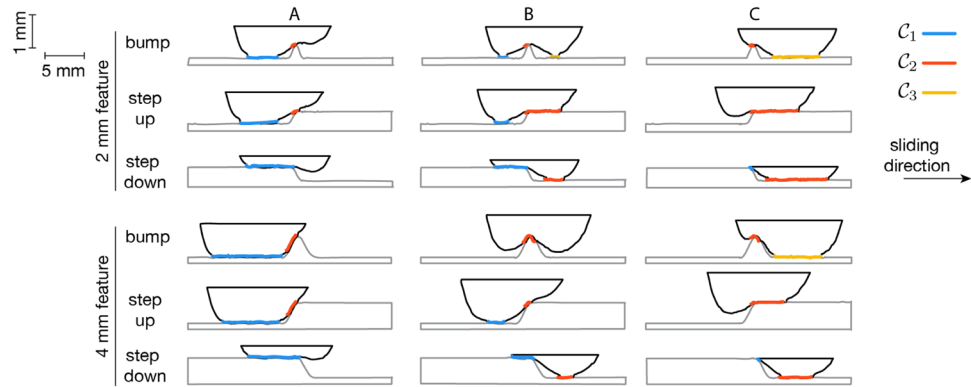 A B C
1 mm
5 mm
2 mm feature
bump
step
up
step
down
4 mm feature
bump
step
up
step
down
C1
C2
C3
sliding
direction